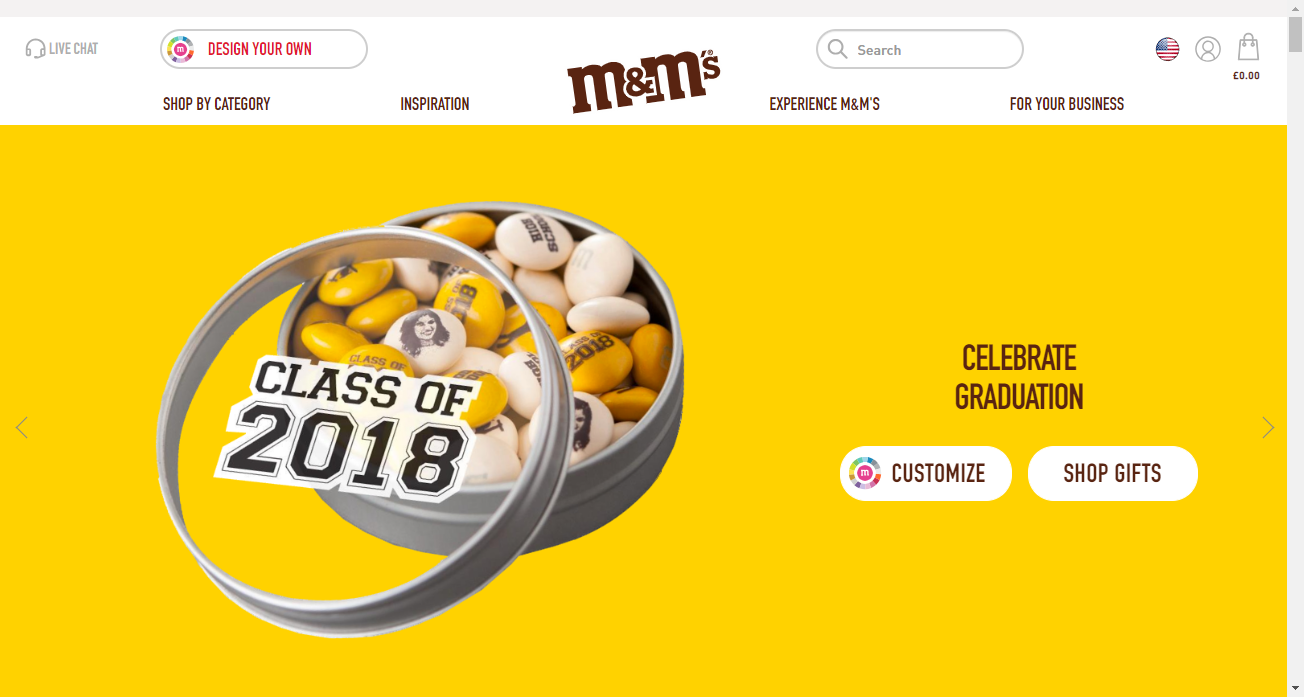 LIVE CHAT
DESIGN YOUR OWN
m&m's®
Search
£0.00
SHOP BY CATEGORY
INSPIRATION
EXPERIENCE M&M'S
FOR YOUR BUSINESS
HIGH
SCHOOL
m
2018
CLASS OF
CLASS OF
2018
CLASS OF
2018
CELEBRATE
GRADUATION
m CUSTOMIZE
SHOP GIFTS